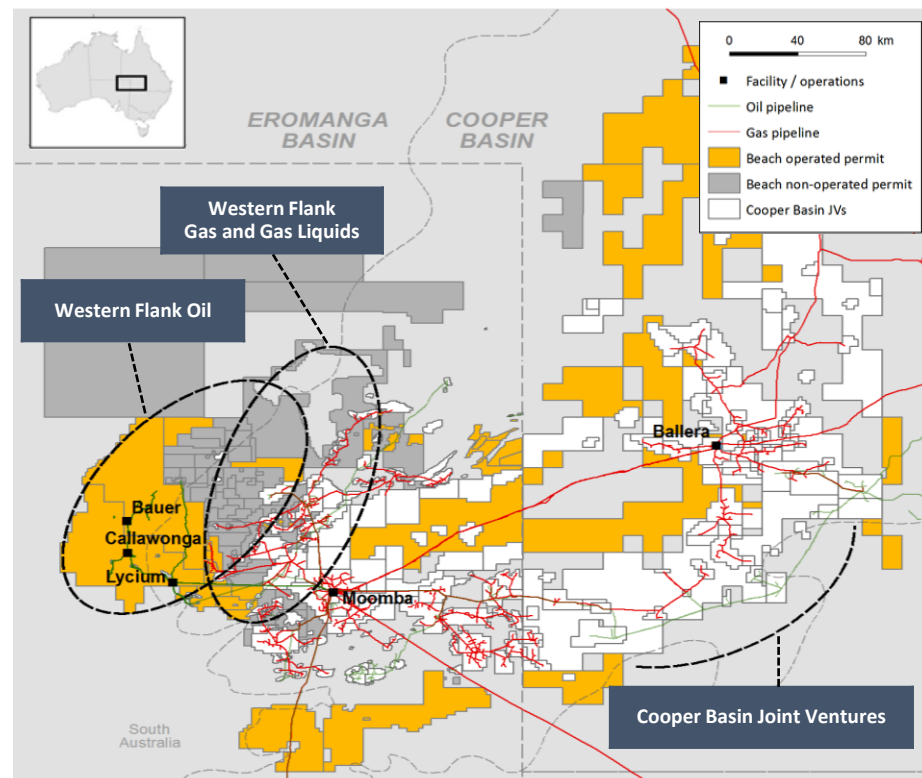 0 40 80 km
Facility / operations
Oil pipeline
Gas pipeline
Beach operated permit
Beach non-operated permit
Cooper Basin JVs
EROMANGA
BASIN
COOPER
BASIN
Western Flank
Gas and Gas Liquids
Western Flank Oil
Ballera
Bauer
Callawonga
Lycium
Moomba
Cooper Basin Joint Ventures
South
Australia